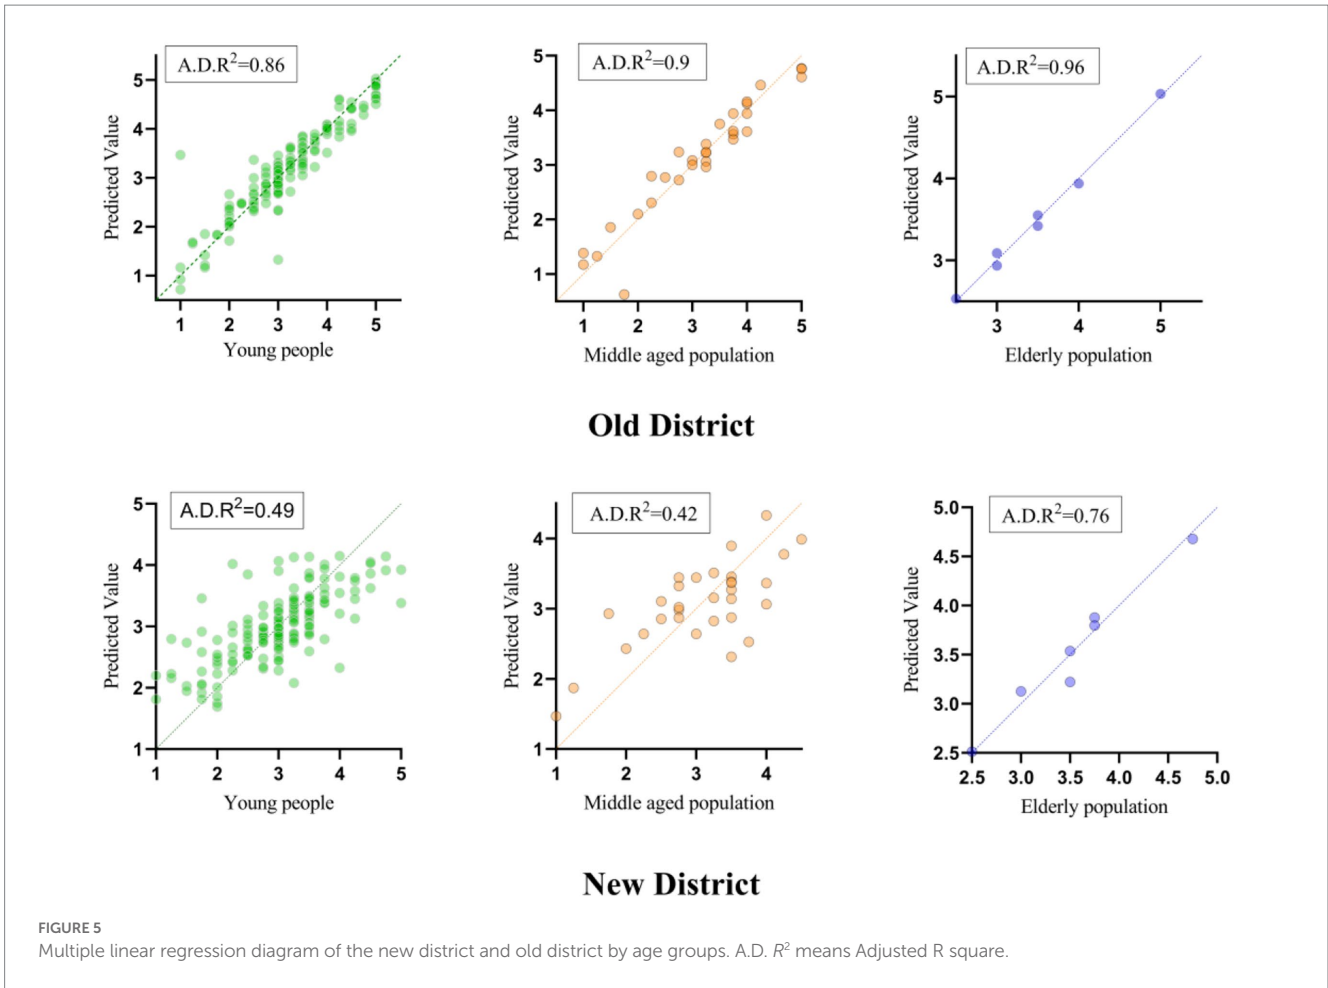 A.D.R²=0.86
5
4
3
2
1
Predicted Value
1 2 3 4 5
Young people
A.D.R²=0.9
5
4
3
2
1
Predicted Value
1 2 3 4 5
Middle aged population
A.D.R²=0.96
5
4
3
Predicted Value
3 4 5
Elderly population
Old District
A.D.R²=0.49
5
4
3
2
1
Predicted Value
1 2 3 4 5
Young people
A.D.R²=0.42
4
3
2
1
Predicted Value
1 2 3 4
Middle aged population
A.D.R²=0.76
5.0
4.5
4.0
3.5
3.0
2.5
Predicted Value
2.5 3.0 3.5 4.0 4.5 5.0
Elderly population
New District
FIGURE 5
Multiple linear regression diagram of the new district and old district by age groups. A.D. R² means Adjusted R square.